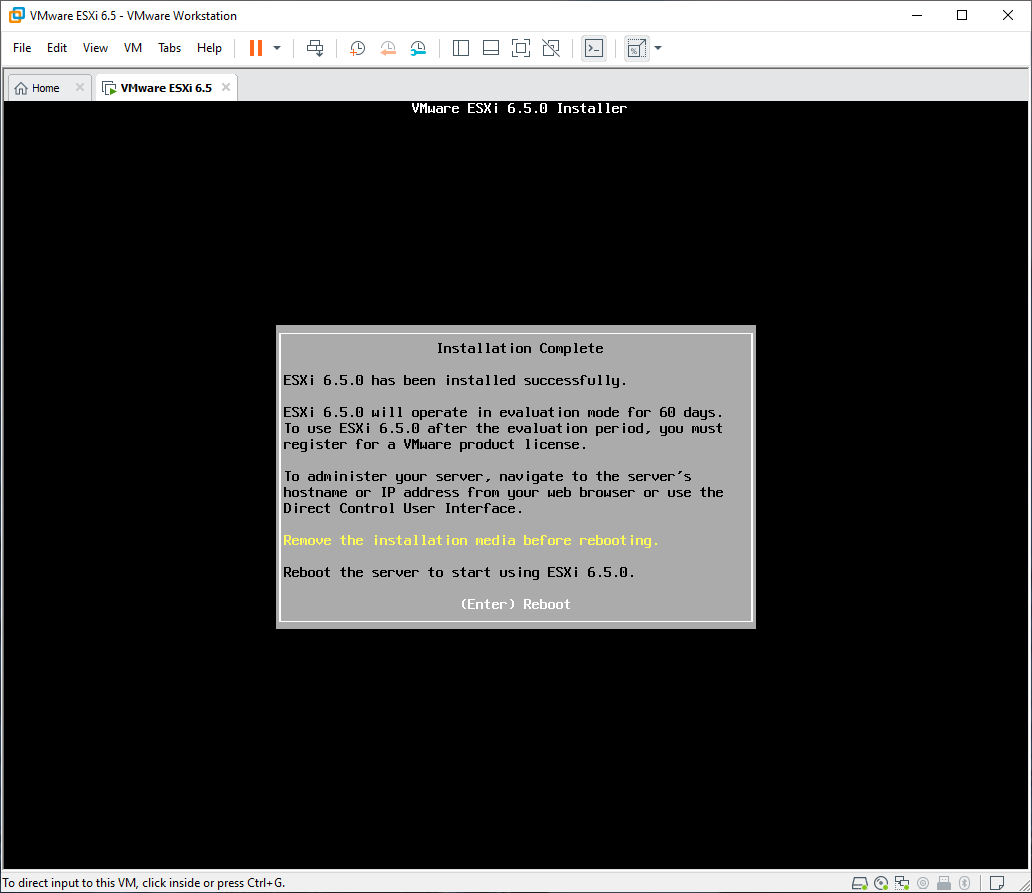 VMware ESXi 6.5 - VMware Workstation
File Edit View VM Tabs Help
Home VMware ESXi 6.5
VMware ESXi 6.5.0 Installer
Installation Complete
ESXi 6.5.0 has been installed successfully.
ESXi 6.5.0 will operate in evaluation mode for 60 days.
To use ESXi 6.5.0 after the evaluation period, you must
register for a VMware product license.
To administer your server, navigate to the server's
hostname or IP address from your web browser or use the
Direct Control User Interface.
Remove the installation media before rebooting.
Reboot the server to start using ESXi 6.5.0.
(Enter) Reboot
To direct input to this VM, click inside or press Ctrl+G.